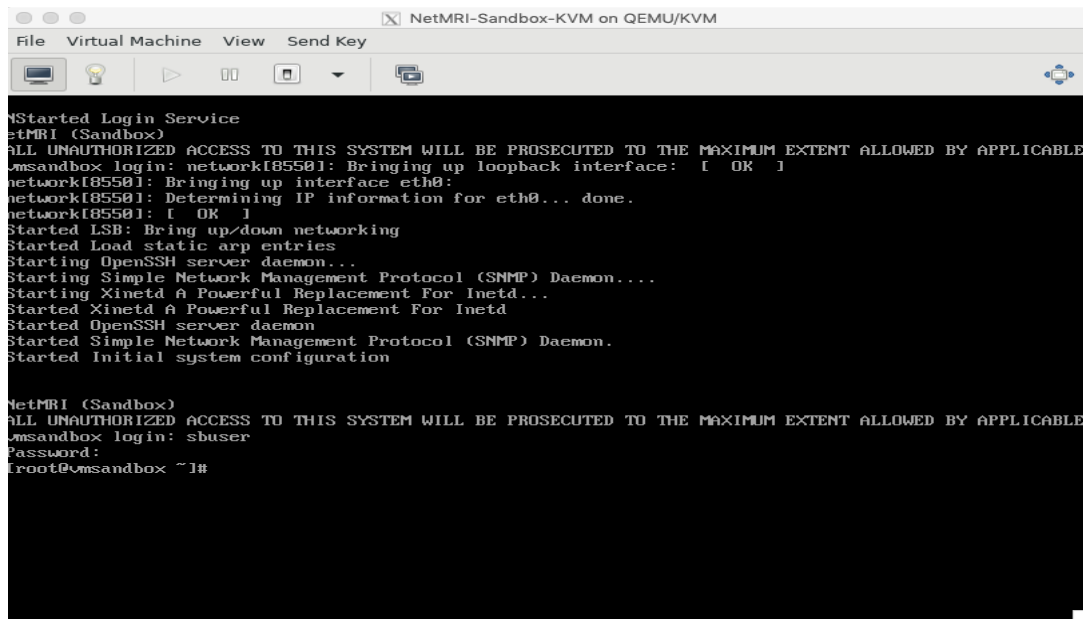 NetMRI-Sandbox-KVM on QEMU/KVM
File Virtual Machine View Send Key
NStarted Login Service
etMRI (Sandbox)
ALL UNAUTHORIZED ACCESS TO THIS SYSTEM WILL BE PROSECUTED TO THE MAXIMUM EXTENT ALLOWED BY APPLICABLE
vmsandbox login: network[8550]: Bringing up loopback interface: [ OK ]
network[8550]: Bringing up interface eth0:
network[8550]: Determining IP information for eth0... done.
network[8550]: [ OK ]
Started LSB: Bring up/down networking
Started Load static arp entries
Starting OpenSSH server daemon...
Starting Simple Network Management Protocol (SNMP) Daemon....
Starting Xinetd A Powerful Replacement For Inetd...
Started Xinetd A Powerful Replacement For Inetd
Started OpenSSH server daemon
Started Simple Network Management Protocol (SNMP) Daemon.
Started Initial system configuration
NetMRI (Sandbox)
ALL UNAUTHORIZED ACCESS TO THIS SYSTEM WILL BE PROSECUTED TO THE MAXIMUM EXTENT ALLOWED BY APPLICABLE
vmsandbox login: sbuser
Password:
[root@vmsandbox ~]#